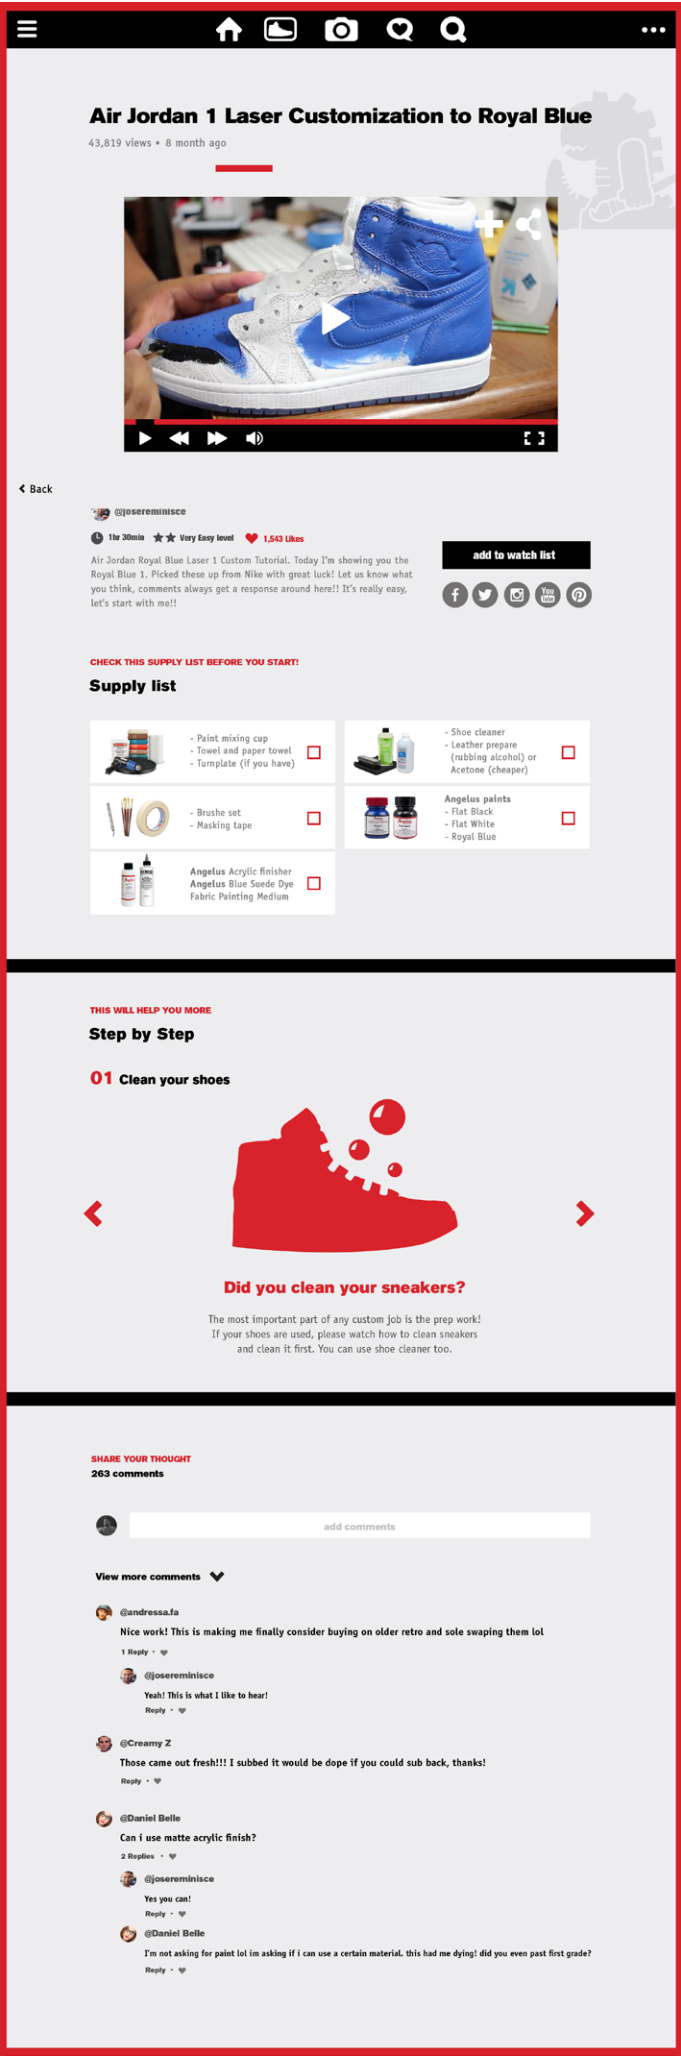 Air Jordan 1 Laser Customization to Royal Blue
43,819 views • 8 month ago
Back
@josereminisce
1hr 30min
Very Easy level
1,543 Likes
Air Jordan Royal Blue Laser 1 Custom Tutorial. Today I'm showing you the
Royal Blue 1. Picked these up from Nike with great luck! Let us know what
you think, comments always get a response around here!! It's really easy,
let's start with me!!
add to watch list
You
Tube
CHECK THIS SUPPLY LIST BEFORE YOU START!
Supply list
- Paint mixing cup
- Towel and paper towel
- Turnplate (if you have)
- Shoe cleaner
- Leather prepare
(rubbing alcohol) or
Acetone (cheaper)
- Brushe set
- Masking tape
Angelus paints
- Flat Black
- Flat White
- Royal Blue
Angelus Acrylic finisher
Angelus Blue Suede Dye
Fabric Painting Medium
THIS WILL HELP YOU MORE
Step by Step
01 Clean your shoes
Did you clean your sneakers?
The most important part of any custom job is the prep work!
If your shoes are used, please watch how to clean sneakers
and clean it first. You can use shoe cleaner too.
SHARE YOUR THOUGHT
263 comments
add comments
View more comments
@andressa.fa
Nice work! This is making me finally consider buying on older retro and sole swaping them lol
1 Reply •
@josereminisce
Yeah! This is what I like to hear!
Reply •
@Creamy Z
Those came out fresh!!! I subbed it would be dope if you could sub back, thanks!
Reply •
@Daniel Belle
Can i use matte acrylic finish?
2 Replies •
@josereminisce
Yes you can!
Reply •
@Daniel Belle
I'm not asking for paint lol im asking if i can use a certain material. this had me dying! did you even past first grade?
Reply •